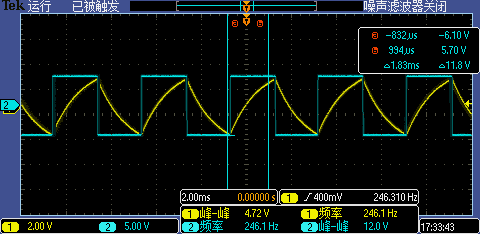 Tek 运行 已被触发 噪声滤波器关闭
a -832μs -6.10 V
b 994μs 5.70 V
△1.83ms △11.8 V
2
2.00ms 0.00000 s 1 400mV 246.310 Hz
1 峰-峰 4.72 V 1 频率 246.1 Hz
2 频率 246.1 Hz 2 峰-峰 12.0 V
1 2.00 V 2 5.00 V 17:33:43